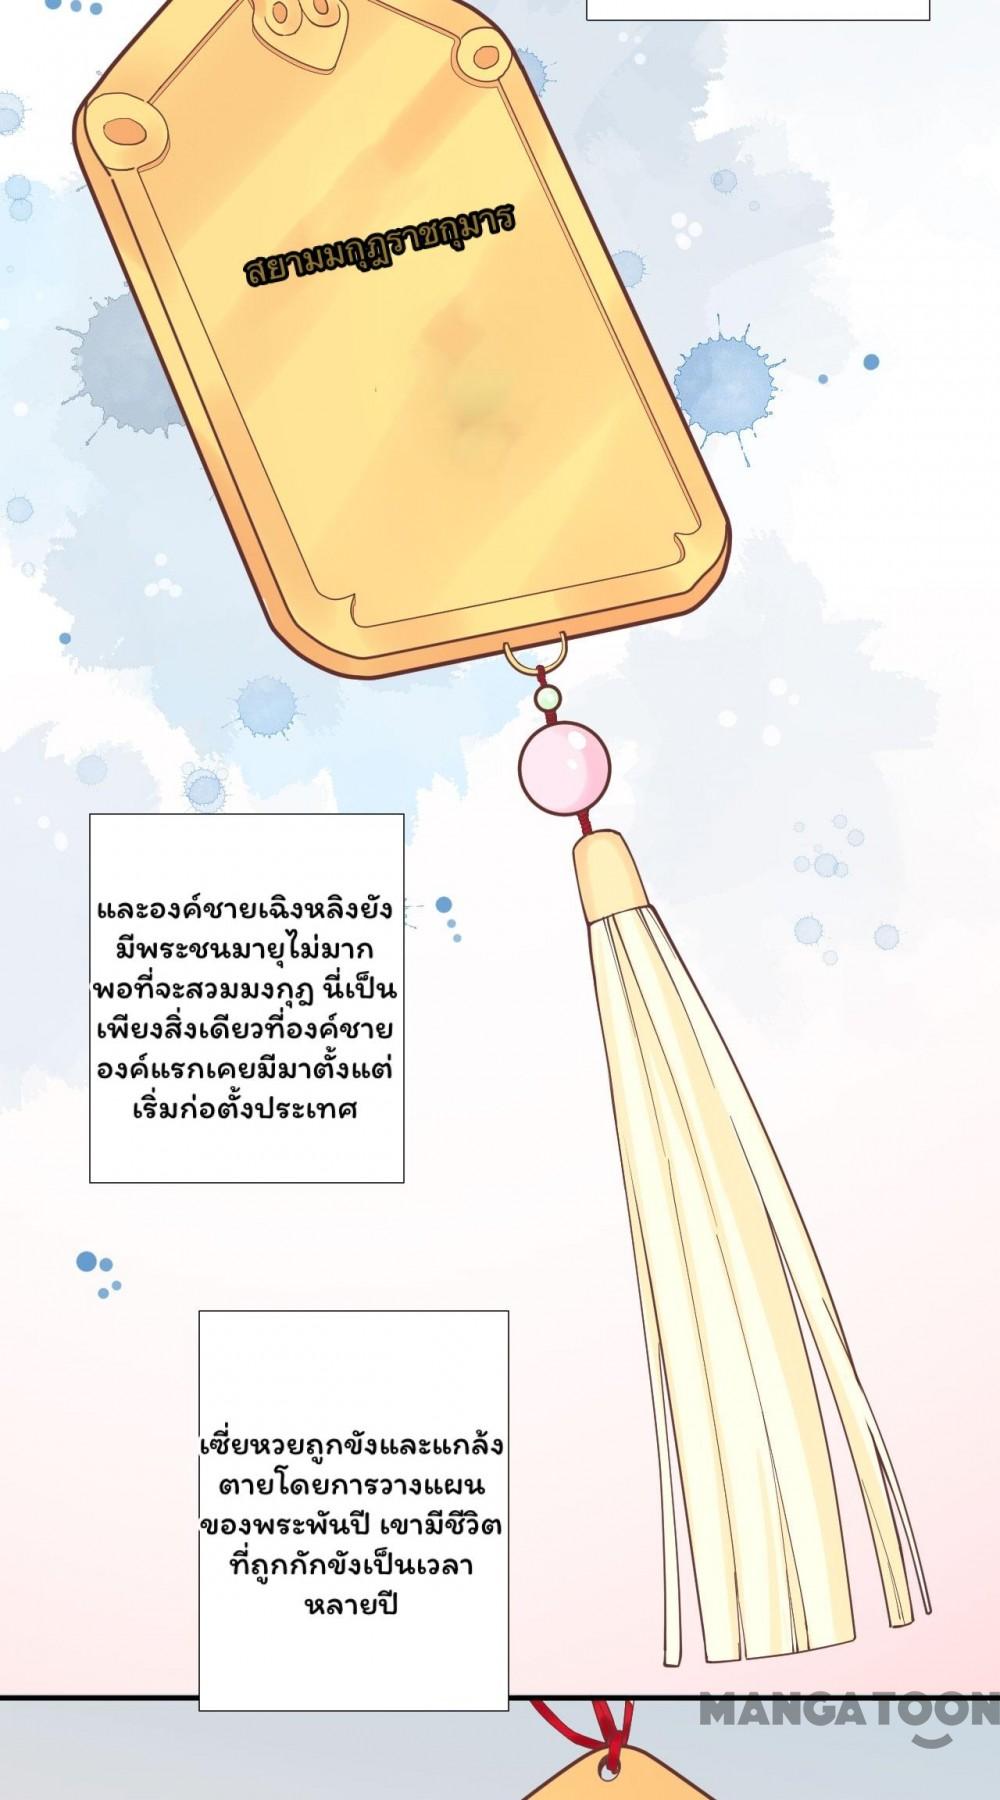 สยามมกุฎราชกุมาร
และองค์ชายเฉิงหลิงยัง
มีพระชนมายุไม่มาก
พอที่จะสวมมงกุฎ นี่เป็น
เพียงสิ่งเดียวที่องค์ชาย
องค์แรกเคยมีมาตั้งแต่
เริ่มก่อตั้งประเทศ
เซี่ยหวยถูกขังและแกล้ง
ตายโดยการวางแผน
ของพระพันปี เขามีชีวิต
ที่ถูกกักขังเป็นเวลา
หลายปี
MANGATOON